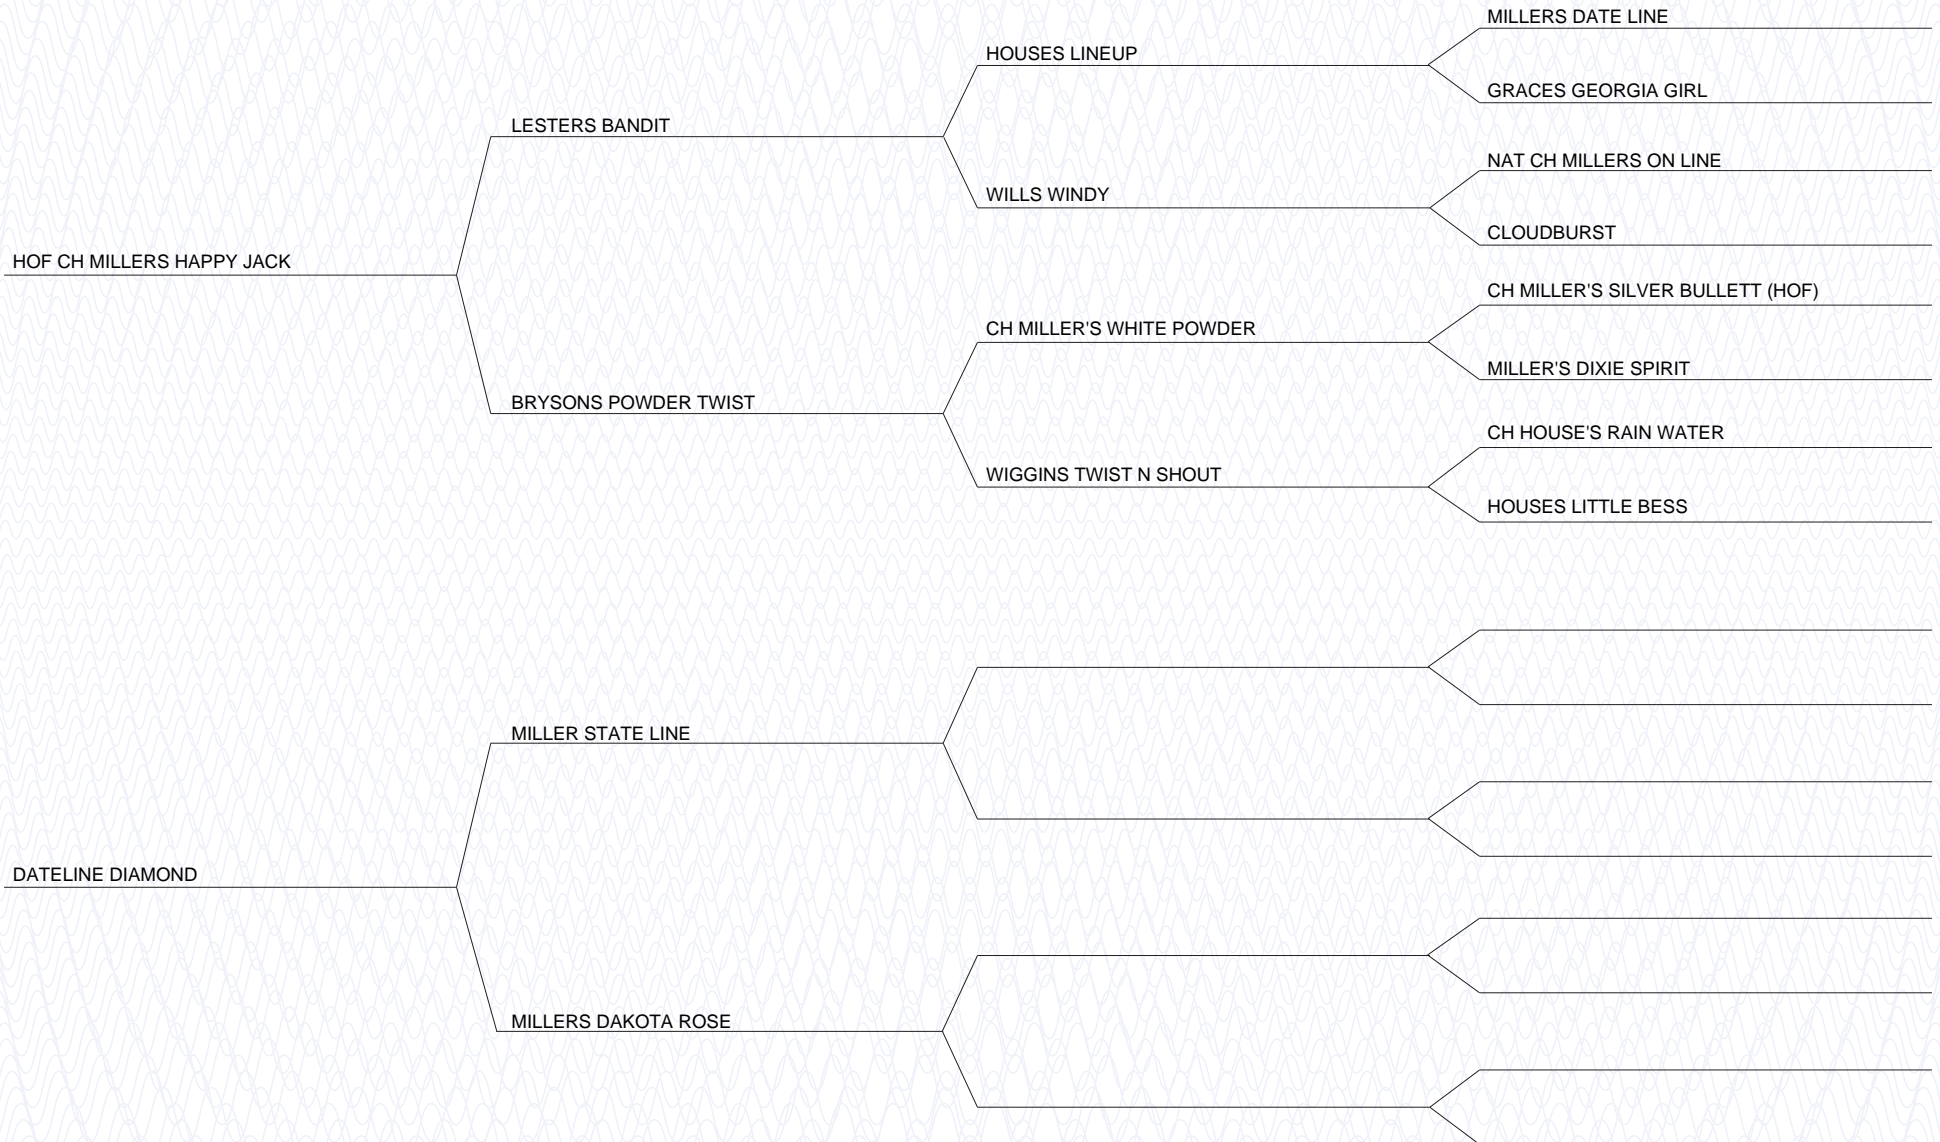 MILLERS DATE LINE
HOUSES LINEUP
GRACES GEORGIA GIRL
LESTERS BANDIT
NAT CH MILLERS ON LINE
WILLS WINDY
CLOUDBURST
HOF CH MILLERS HAPPY JACK
CH MILLER'S SILVER BULLETT (HOF)
CH MILLER'S WHITE POWDER
MILLER'S DIXIE SPIRIT
BRYSONS POWDER TWIST
CH HOUSE'S RAIN WATER
WIGGINS TWIST N SHOUT
HOUSES LITTLE BESS
MILLER STATE LINE
DATELINE DIAMOND
MILLERS DAKOTA ROSE